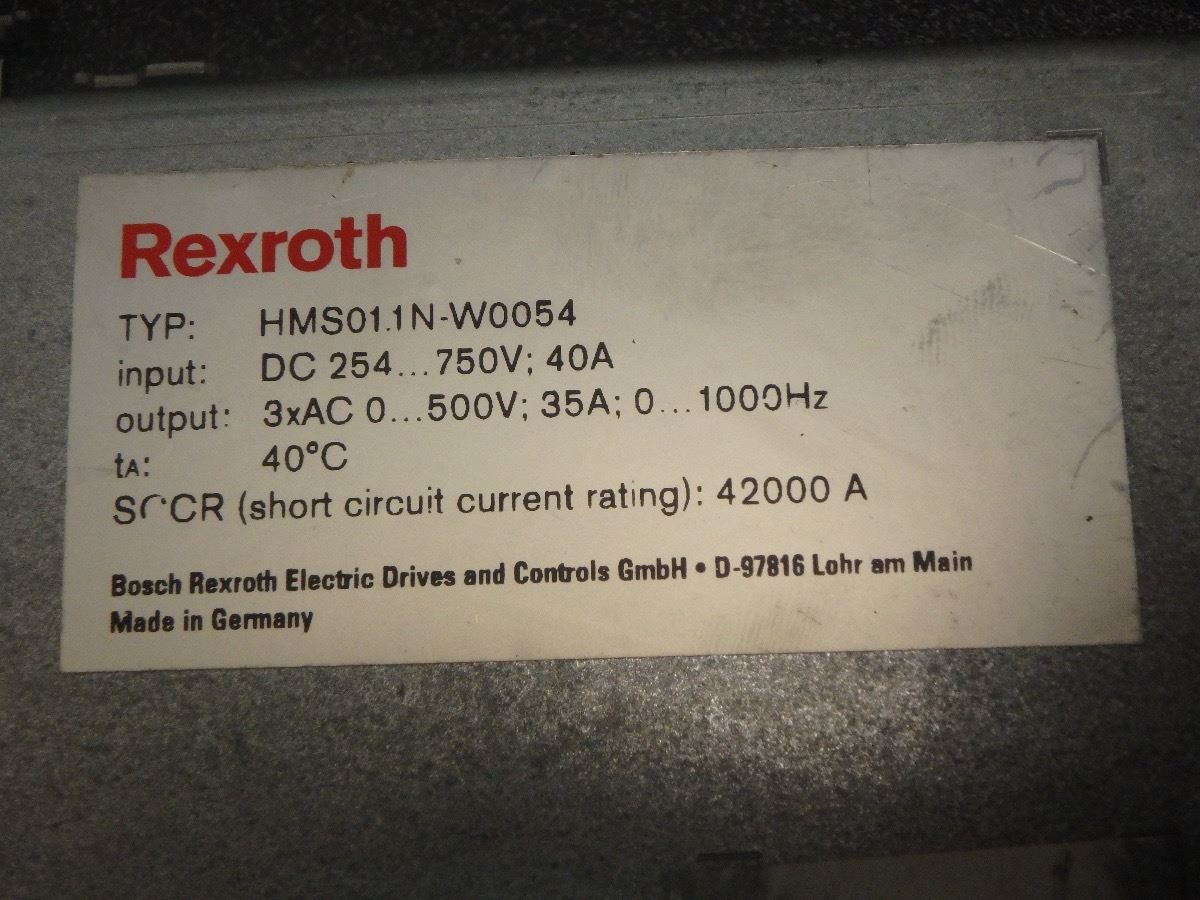 Rexroth
TYP: HMS01.1N-W0054
input: DC 254...750V; 40A
output: 3xAC 0...500V; 35A; 0...1000Hz
tA: 40°C
SCCR (short circuit current rating): 42000 A
Bosch Rexroth Electric Drives and Controls GmbH • D-97816 Lohr am Main
Made in Germany